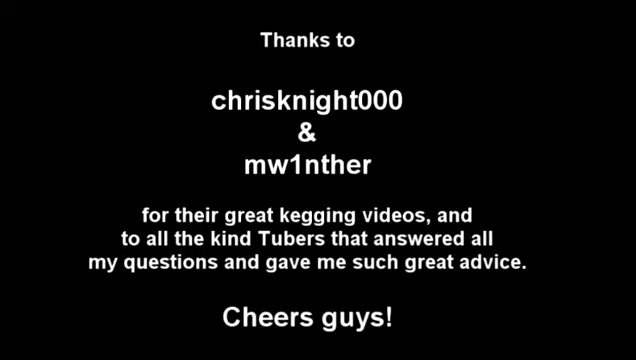 Thanks to
chrisknight000
&
mw1nther
for their great kegging videos, and
to all the kind Tubers that answered all
my questions and gave me such great advice.
Cheers guys!